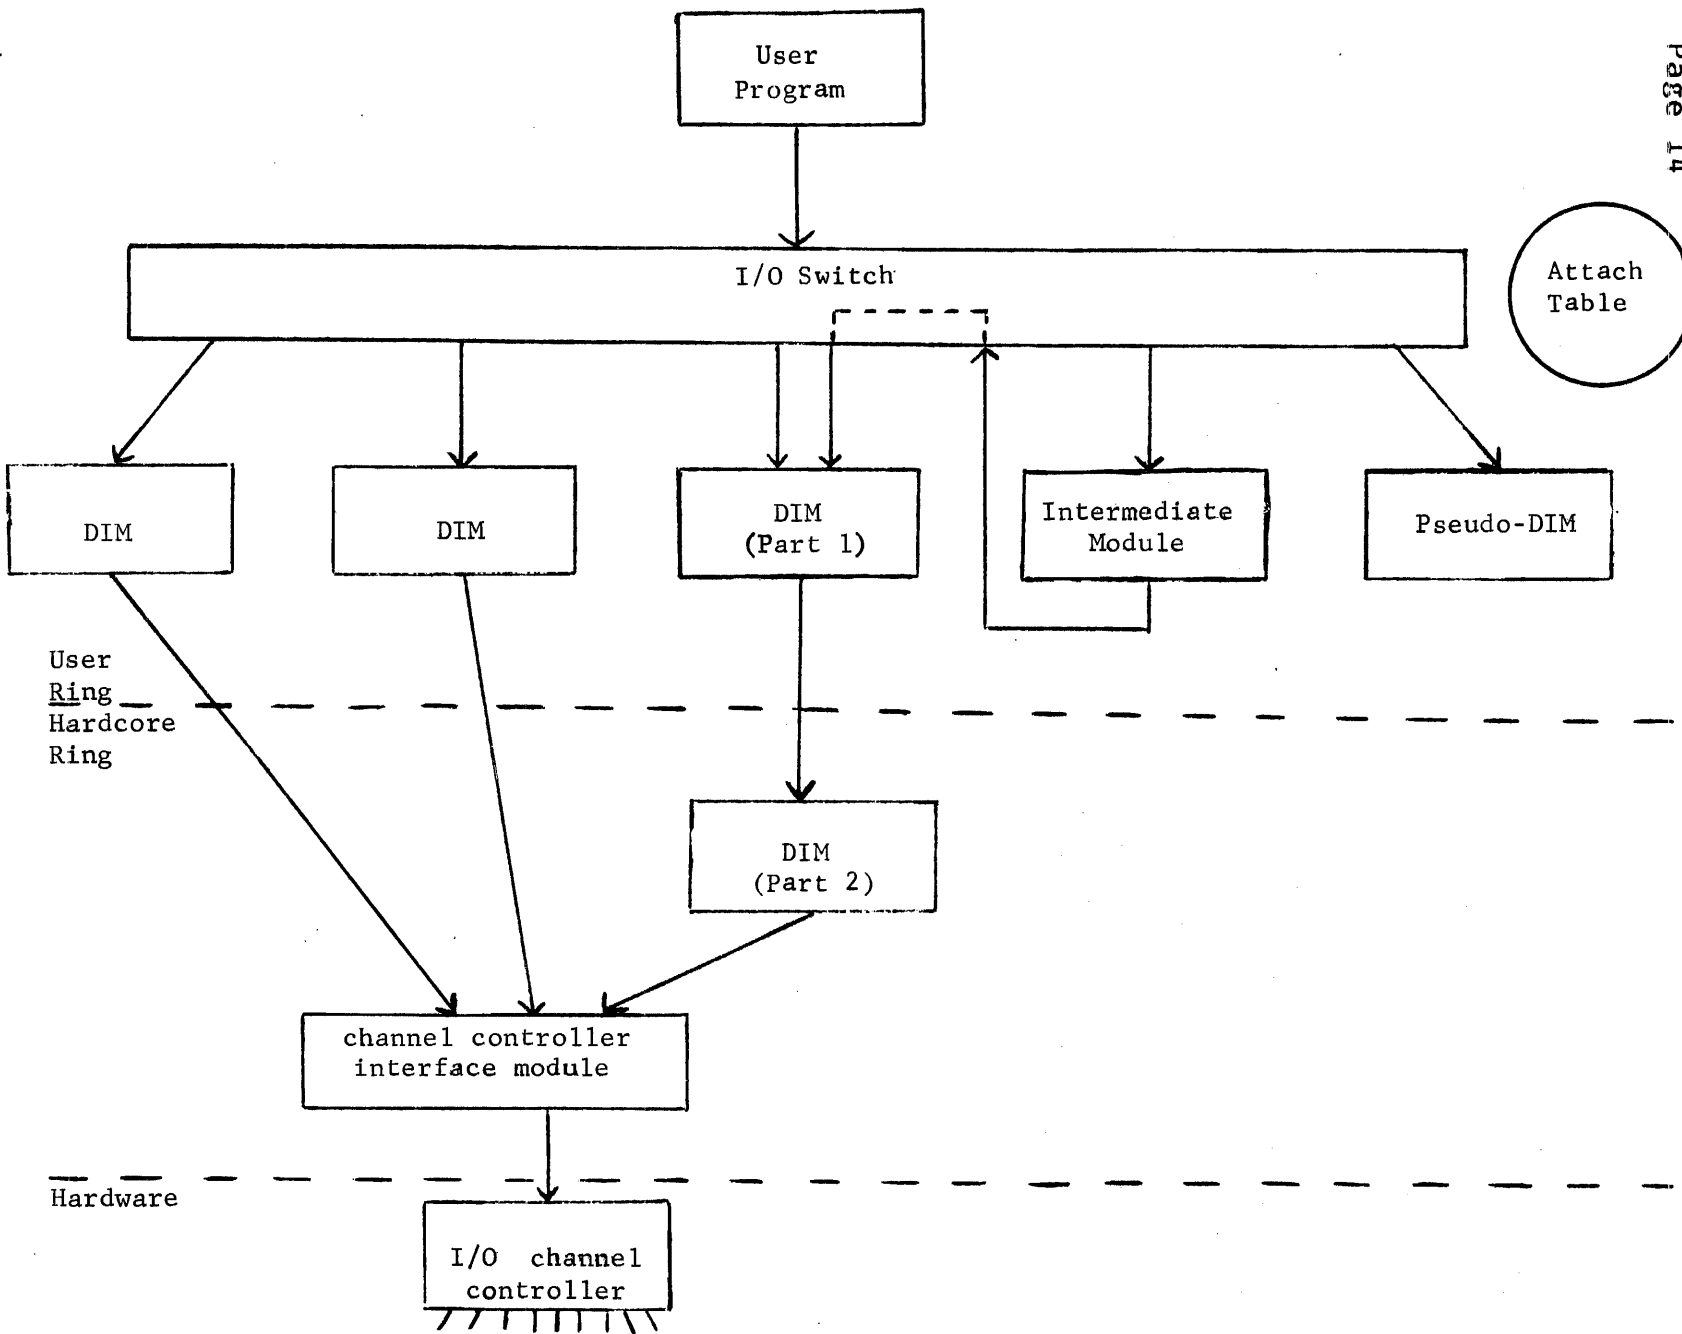 Page 14
User
Program
I/O Switch
Attach
Table
DIM
DIM
DIM
(Part 1)
Intermediate
Module
Pseudo-DIM
User
Ring
Hardcore
Ring
DIM
(Part 2)
channel controller
interface module
Hardware
I/O channel
controller